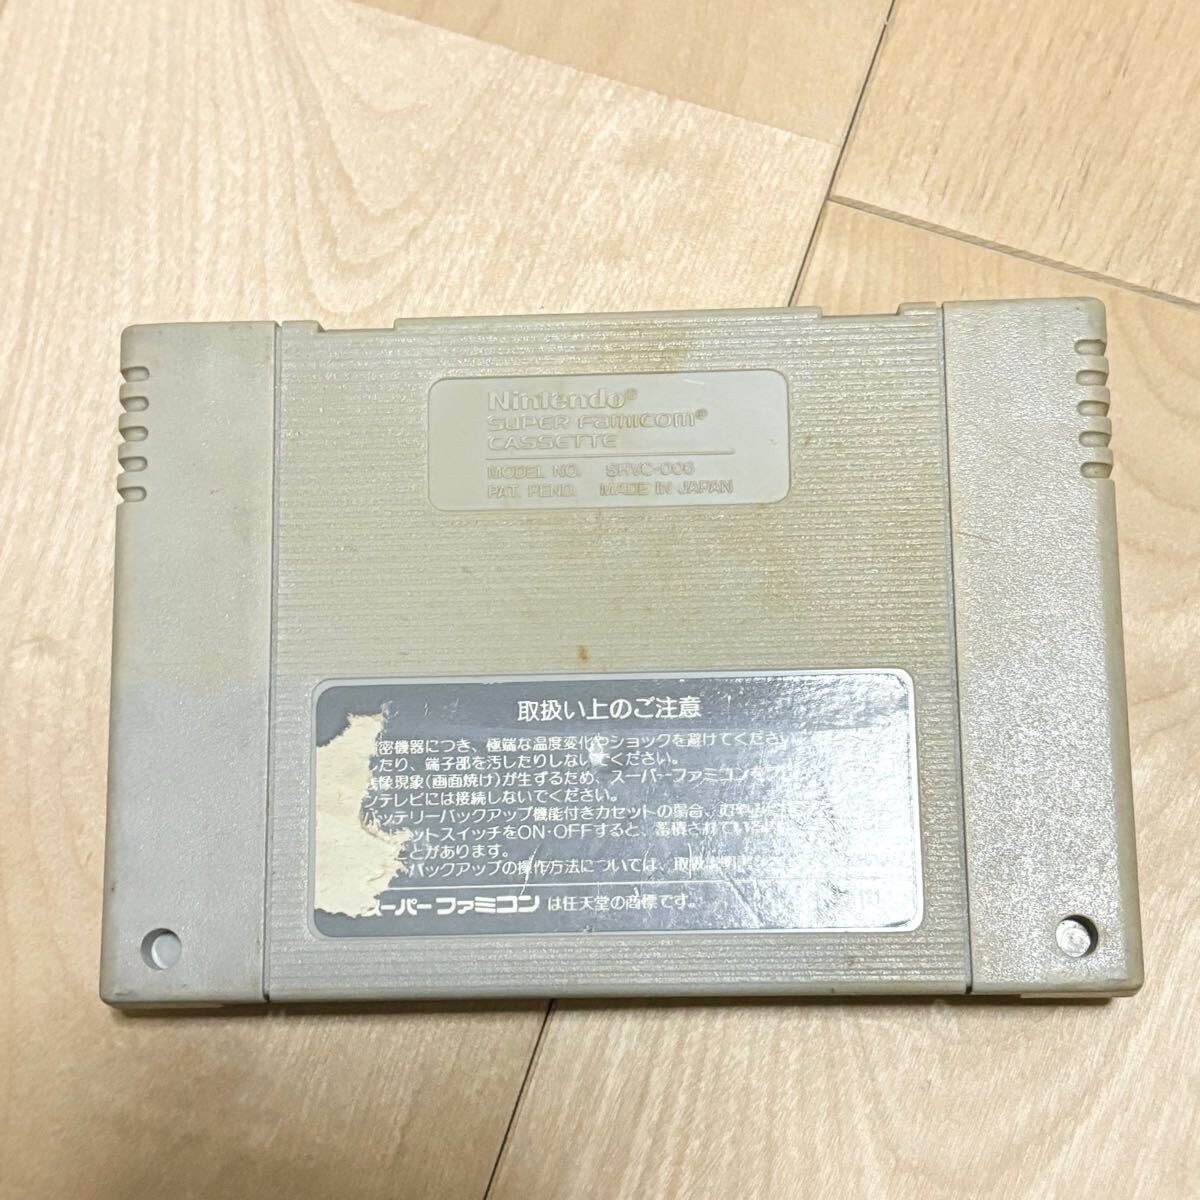 Nintendo®
SUPER Famicom®
CASSETTE
MODEL NO. SHVC-006
PAT. PEND. MADE IN JAPAN
取扱い上のご注意
密機器につき、極端な温度変化やショックを避けてください
したり、端子部を汚したりしないでください。
残像現象(画面焼け)が生ずるため、スーパーファミコンをプ
ンテレビには接続しないでください。
バッテリーバックアップ機能付きカセットの場合、むやみに
ットスイッチをON・OFFすると、蓄積されている
ことがあります。
バックアップの操作方法については、取扱説明書
スーパーファミコン は任天堂の商標です。